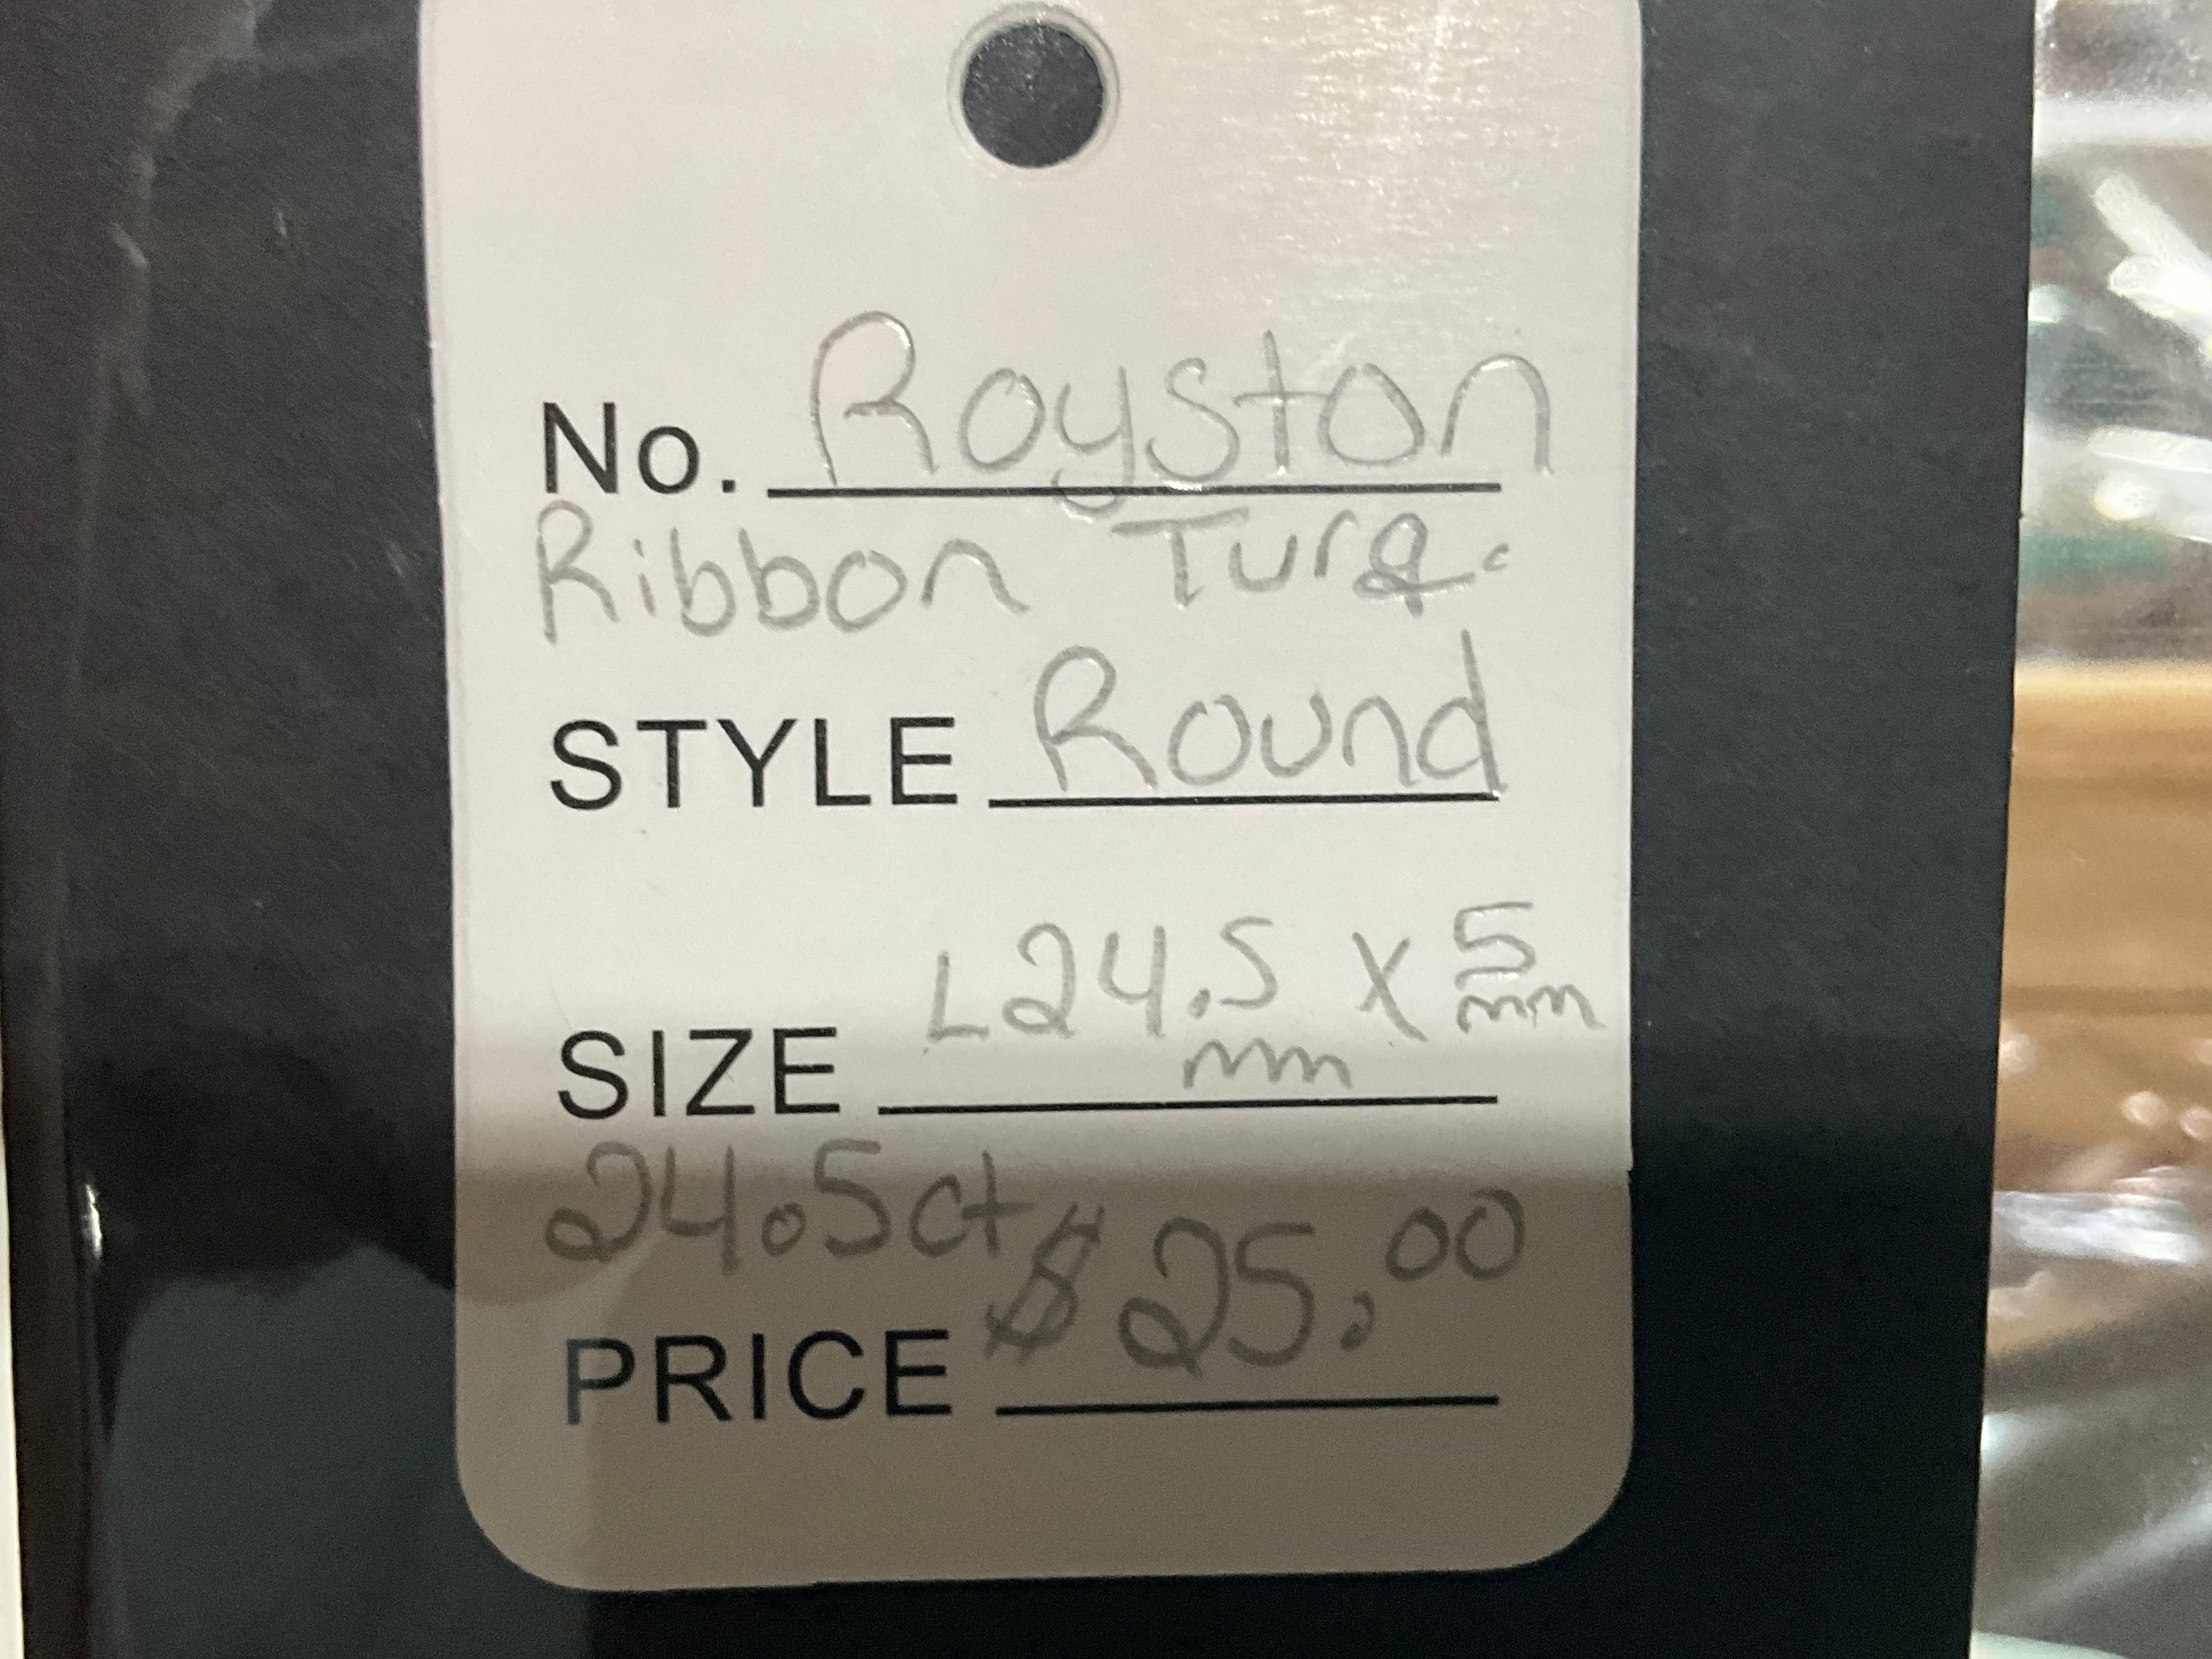 No. Royston
Ribbon Turq.
STYLE Round
SIZE L24.5 mm X 5 mm
24.5ct
PRICE $25.00